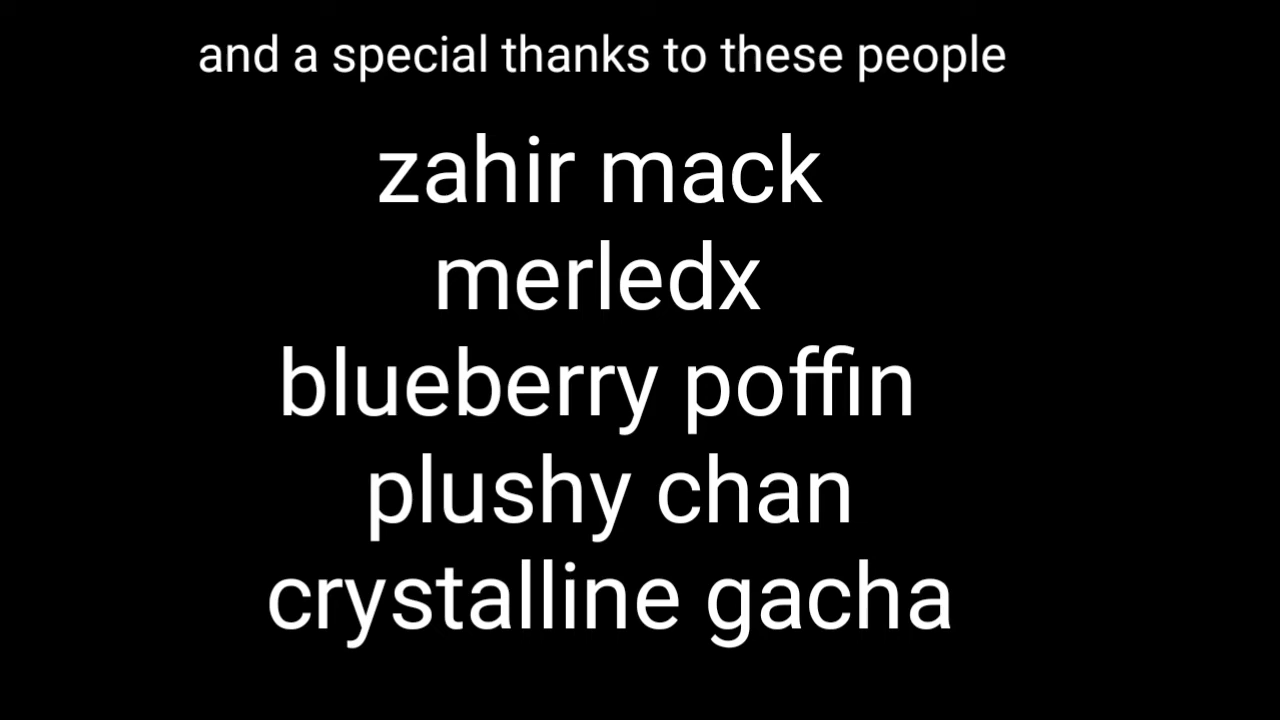 and a special thanks to these people
zahir mack
merledx
blueberry poffin
plushy chan
crystalline gacha